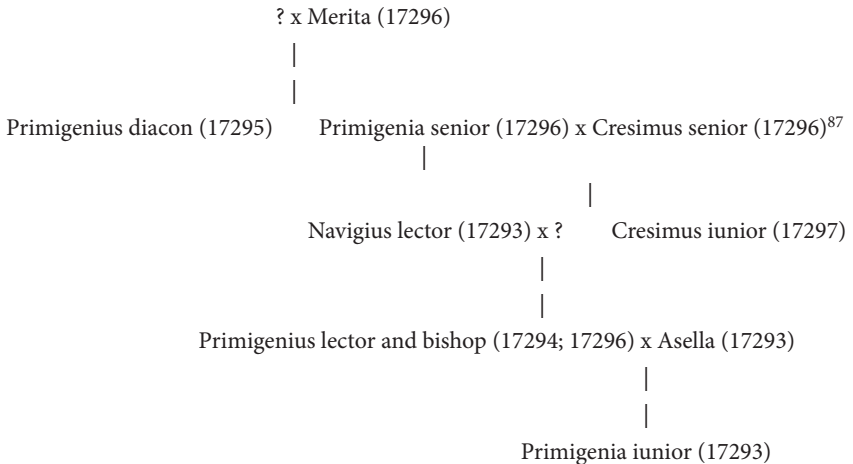 ? x Merita (17296)
|
|
Primigenius diacon (17295) Primigenia senior (17296) x Cresimus senior (17296)⁸⁷
|
|
Navigius lector (17293) x ? Cresimus iunior (17297)
|
|
Primigenius lector and bishop (17294; 17296) x Asella (17293)
|
|
Primigenia iunior (17293)